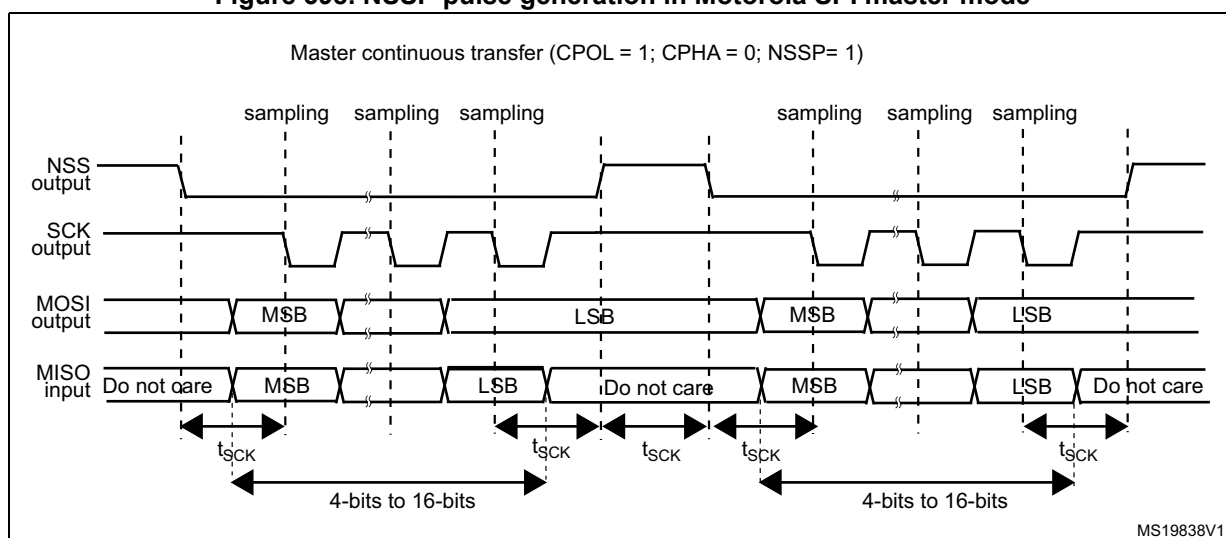 Master continuous transfer (CPOL = 1; CPHA = 0; NSSP= 1)
sampling sampling sampling sampling sampling sampling
NSS
output
SCK
output
MOSI
output
MSB LSB MSB LSB
MISO
input
Do not care MSB LSB Do not care MSB LSB Do not care
tSCK tSCK tSCK tSCK tSCK
4-bits to 16-bits 4-bits to 16-bits
MS19838V1